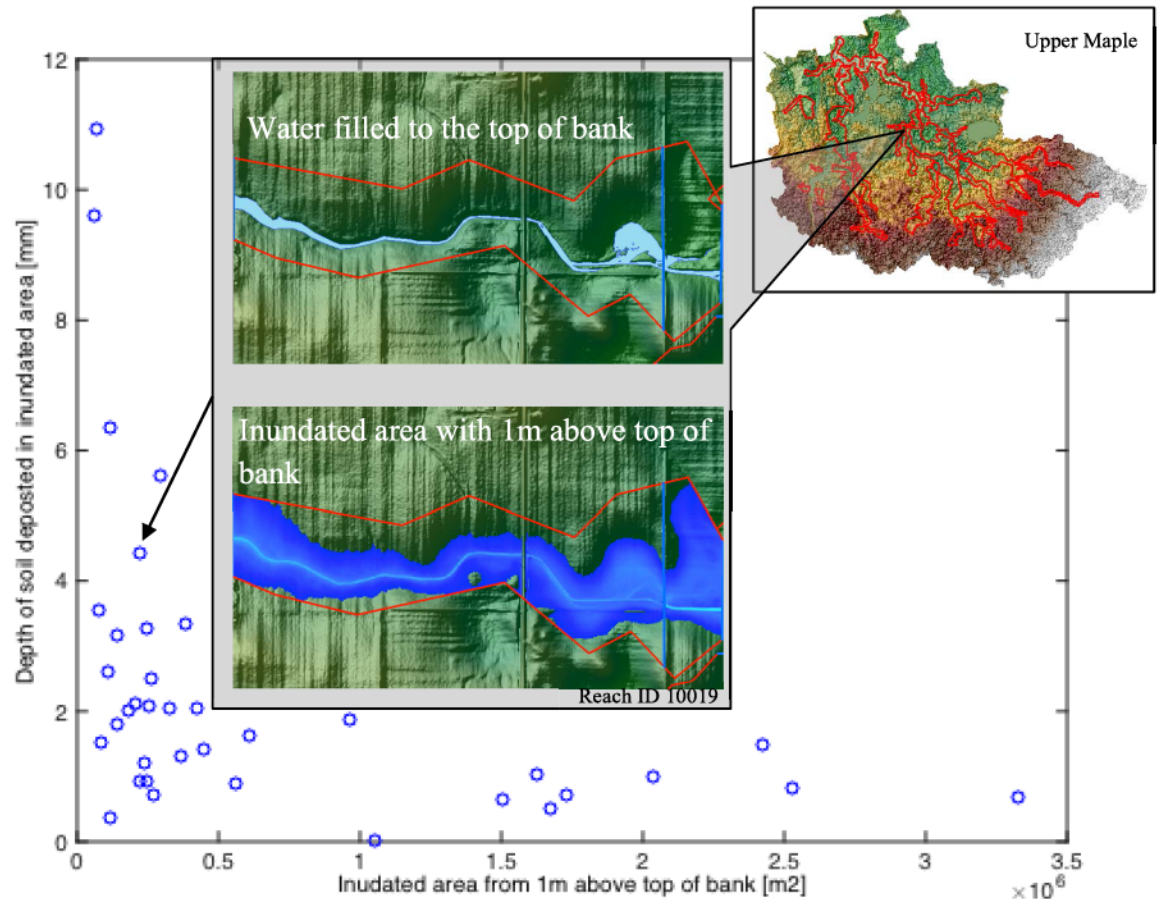 Upper Maple
12
10
8
6
4
2
0
Depth of soil deposted in inundated area [mm]
Water filled to the top of bank
Inundated area with 1m above top of
bank
Reach ID 10019
0 0.5 1 1.5 2 2.5 3 3.5
Inudated area from 1m above top of bank [m2]
×10⁶